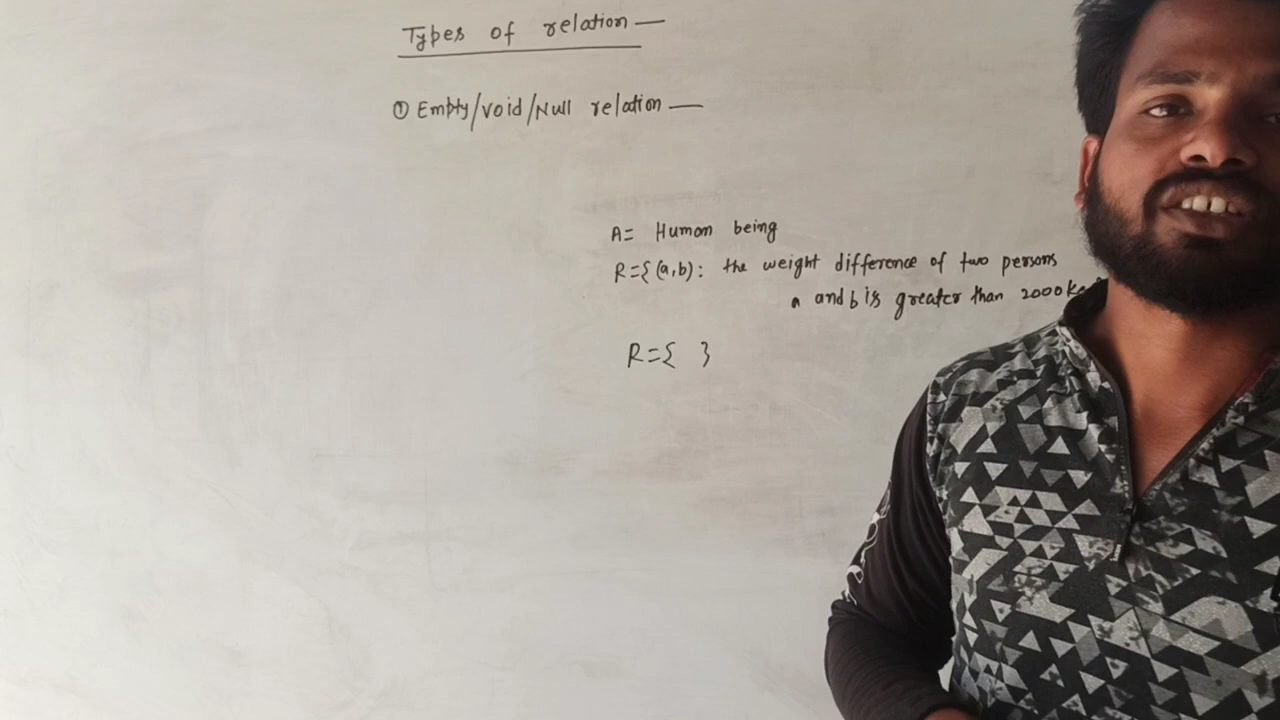 Types of relation —
① Empty/void/Null relation —
A= Human being
R={(a,b): the weight difference of two persons
a and b is greater than 2000
R={ }